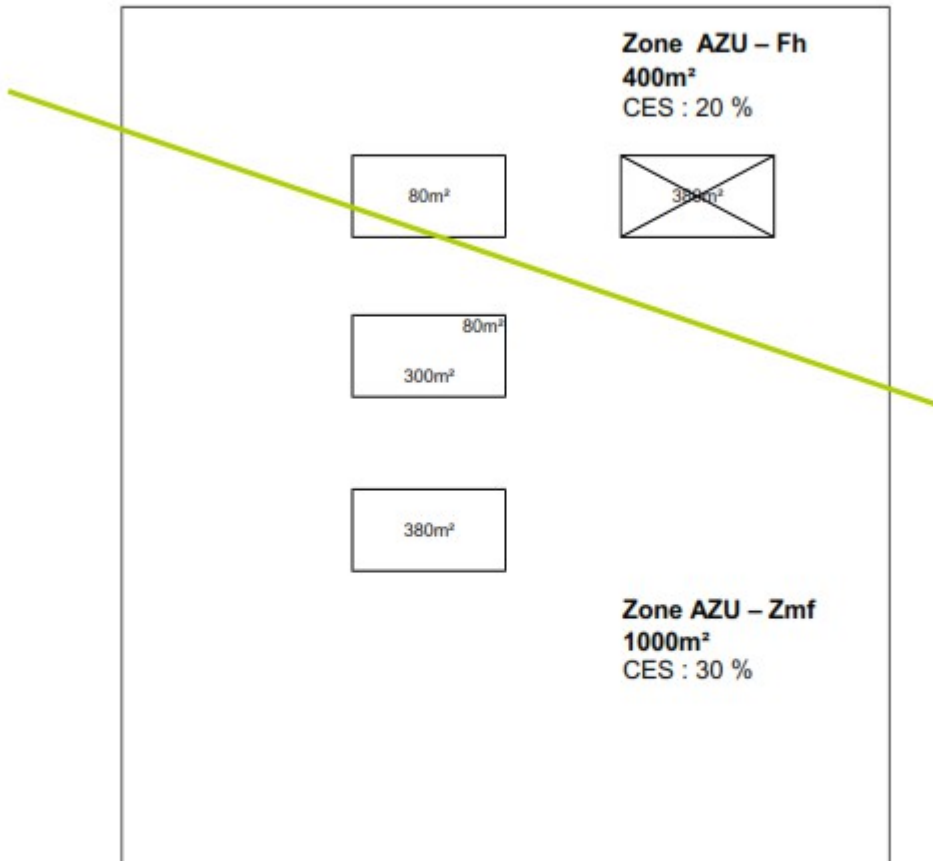 Zone AZU – Fh
400m²
CES : 20 %
80m²
380m²
80m²
300m²
380m²
Zone AZU – Zmf
1000m²
CES : 30 %